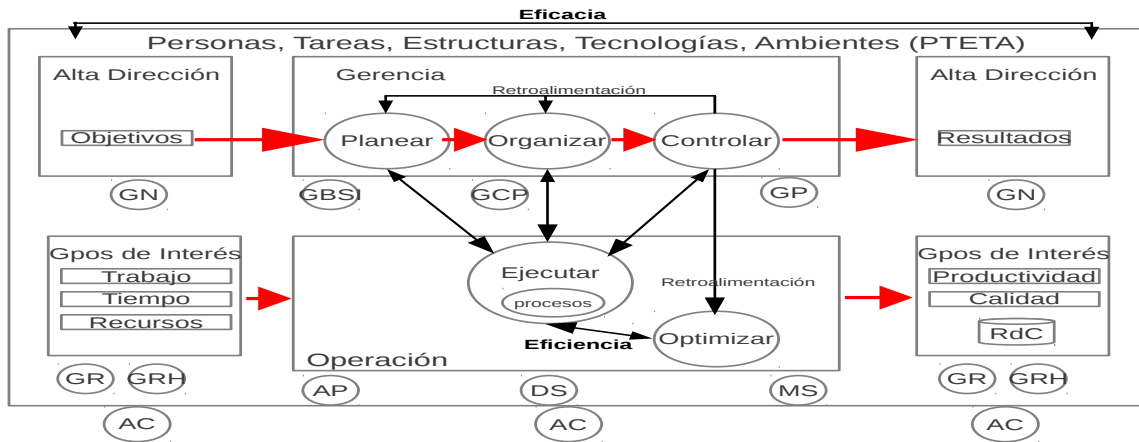 Eficacia
Personas, Tareas, Estructuras, Tecnologías, Ambientes (PTETA)
Alta Dirección
Objetivos
GN
Gerencia
Retroalimentación
Planear
Organizar
Controlar
GBSI
GCP
GP
Alta Dirección
Resultados
GN
Gpos de Interés
Trabajo
Tiempo
Recursos
GR
GRH
Ejecutar
procesos
Retroalimentación
Eficiencia
Optimizar
Operación
AP
DS
MS
Gpos de Interés
Productividad
Calidad
RdC
GR
GRH
AC
AC
AC